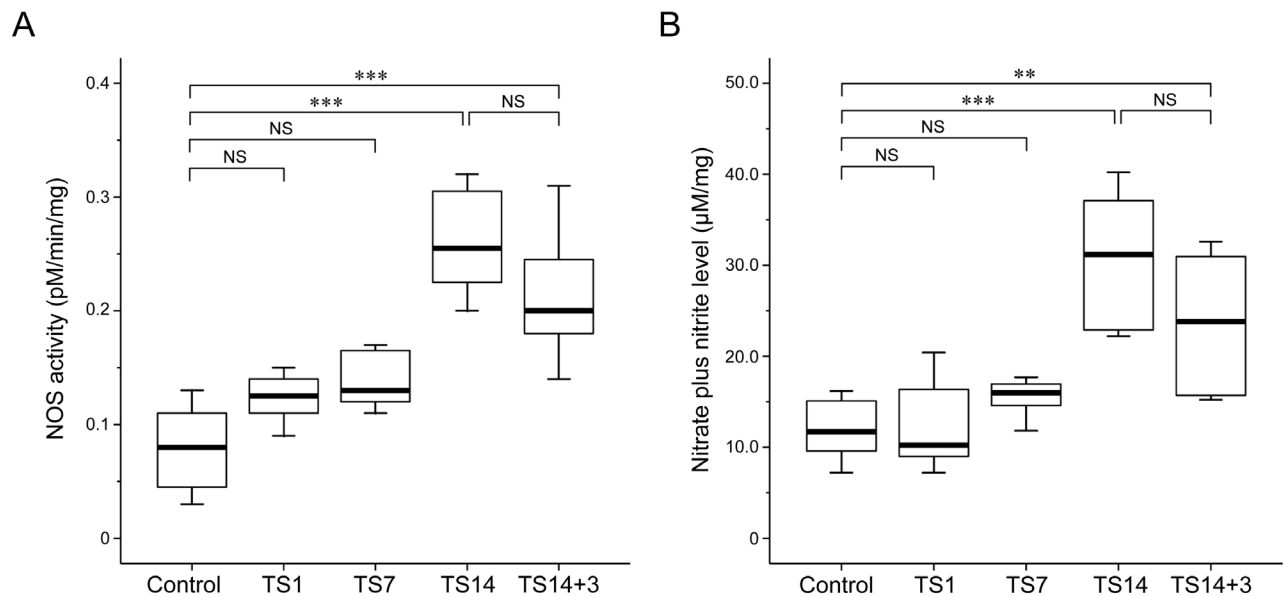 A
NOS activity (pM/min/mg)
0.4
0.3
0.2
0.1
0
***
***
NS
NS
NS
Control TS1 TS7 TS14 TS14+3
B
Nitrate plus nitrite level (μM/mg)
50.0
40.0
30.0
20.0
10.0
0.0
**
***
NS
NS
NS
Control TS1 TS7 TS14 TS14+3